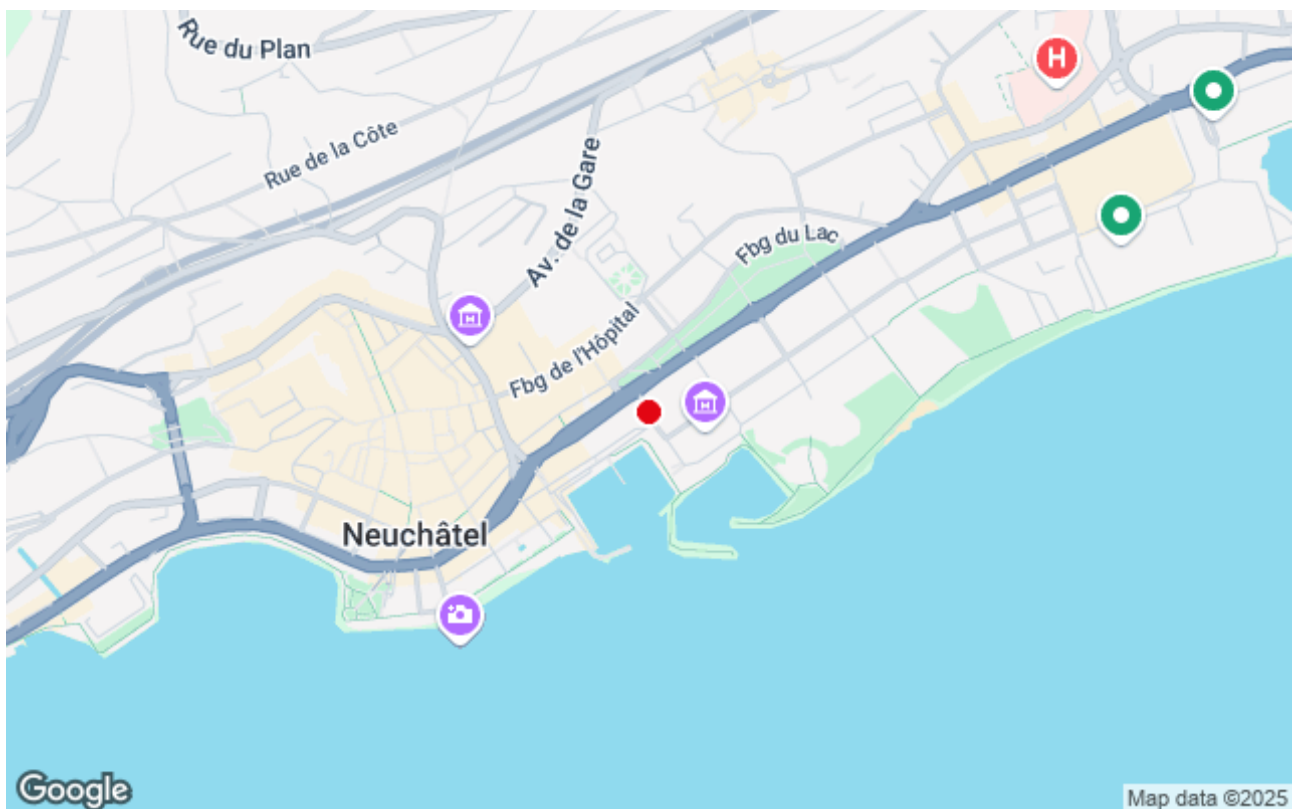 Rue du Plan
H
Rue de la Côte
Av. de la Gare
Fbg du Lac
Fbg de l'Hôpital
Neuchâtel
Google
Map data ©2025